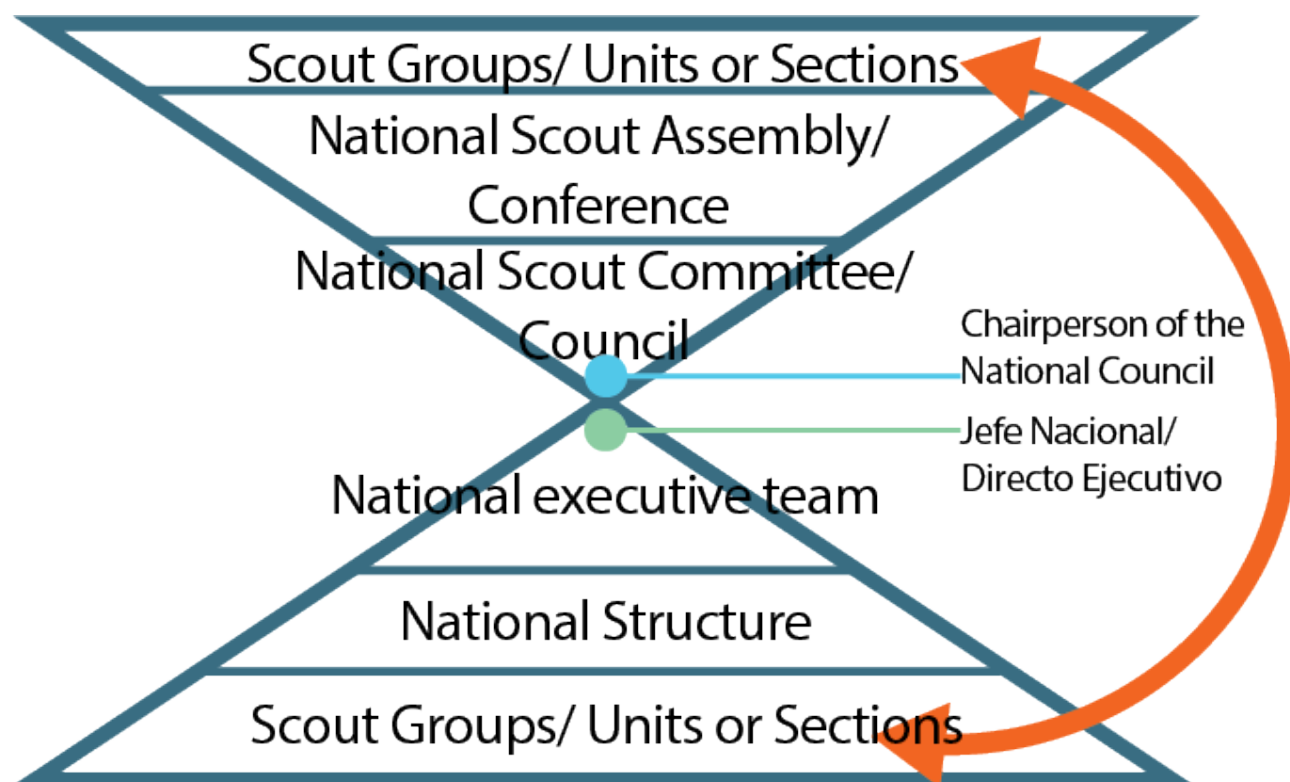 Scout Groups/ Units or Sections
National Scout Assembly/
Conference
National Scout Committee/
Council
Chairperson of the
National Council
Jefe Nacional/
Directo Ejecutivo
National executive team
National Structure
Scout Groups/ Units or Sections